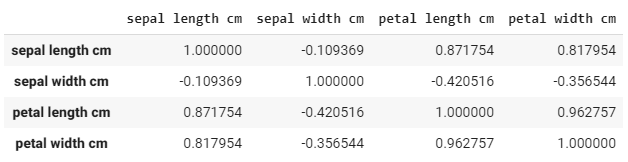 sepal length cm sepal width cm petal length cm petal width cm
sepal length cm 1.000000 -0.109369 0.871754 0.817954
sepal width cm -0.109369 1.000000 -0.420516 -0.356544
petal length cm 0.871754 -0.420516 1.000000 0.962757
petal width cm 0.817954 -0.356544 0.962757 1.000000